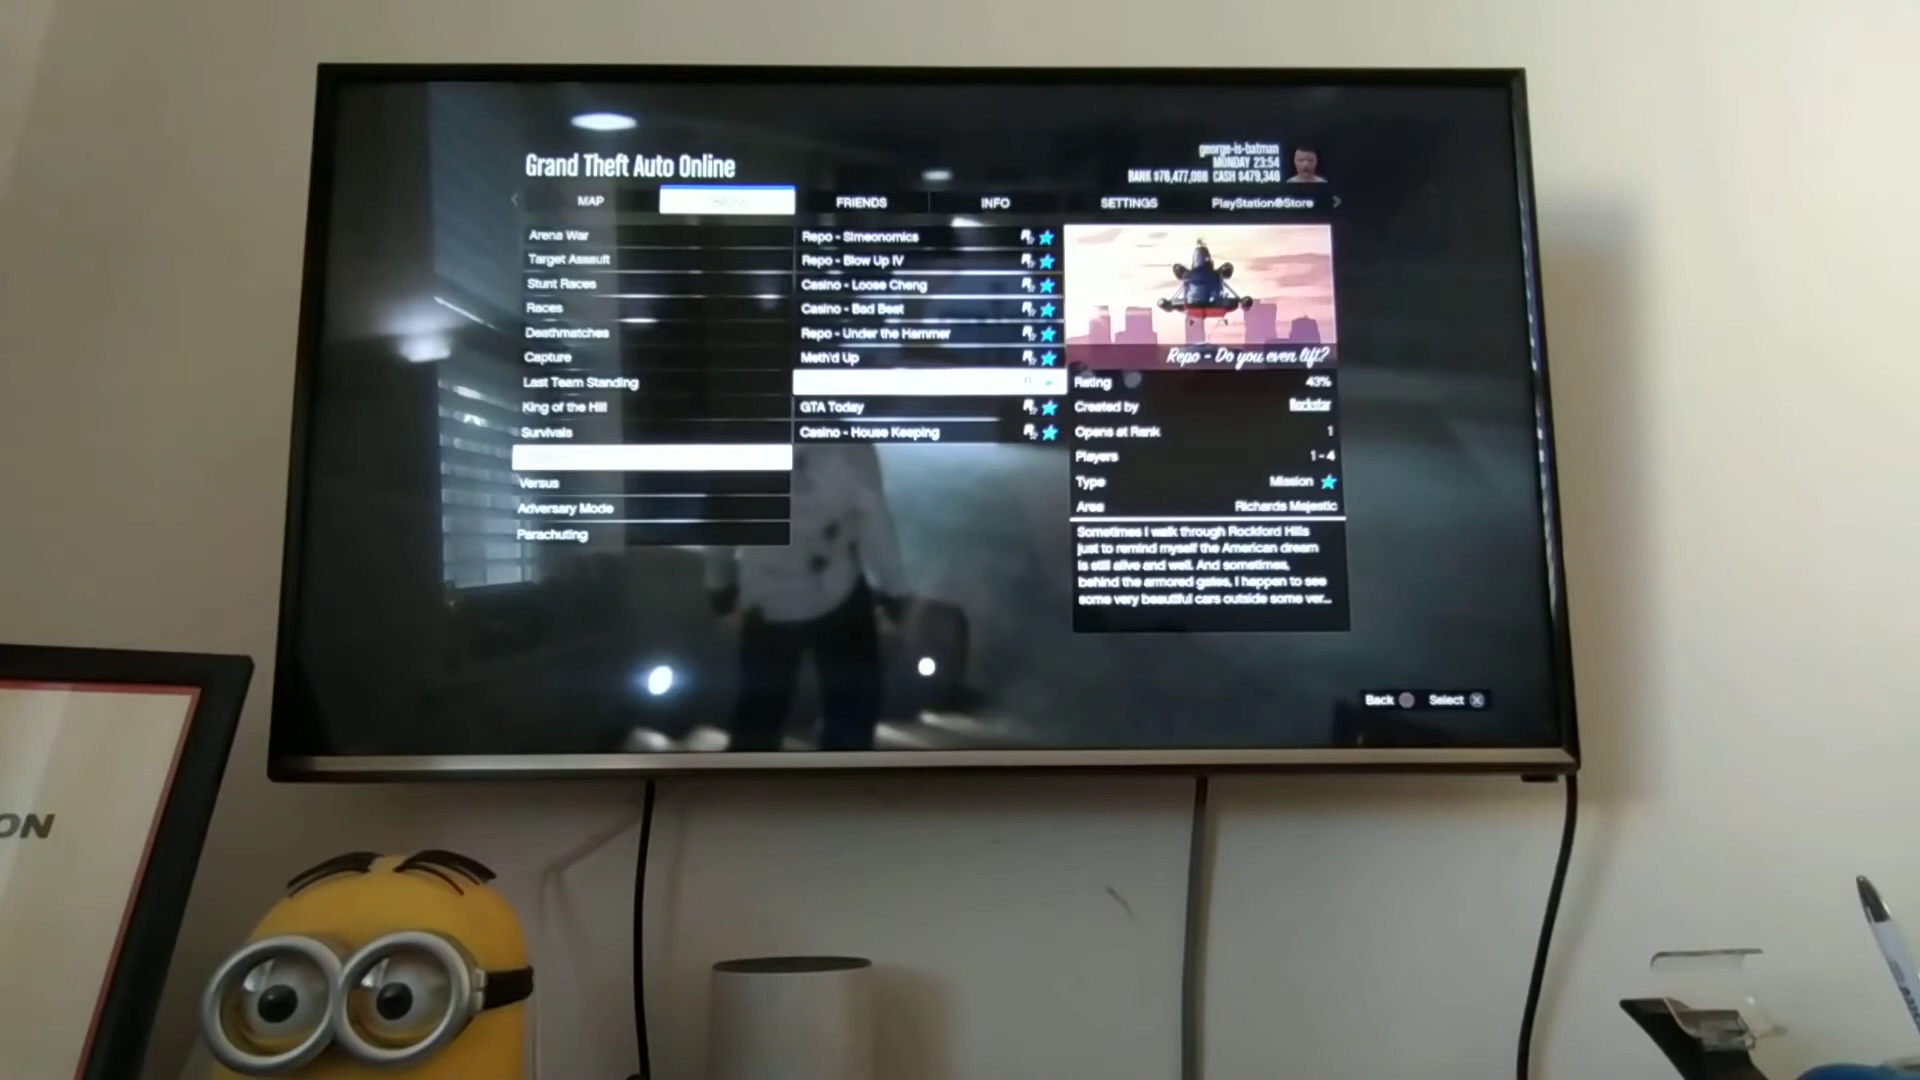 Grand Theft Auto Online
george-is-batman
MONDAY 23:54
BANK $76,477,088 CASH $479,348
MAP
FRIENDS
INFO
SETTINGS
PlayStation®Store
Arena War
Target Assault
Stunt Races
Races
Deathmatches
Capture
Last Team Standing
King of the Hill
Survivals
Versus
Adversary Mode
Parachuting
Repo - Simeonomics
Repo - Blow Up IV
Casino - Loose Cheng
Casino - Bad Beat
Repo - Under the Hammer
Meth'd Up
GTA Today
Casino - House Keeping
Repo - Do you even lift?
Rating 43%
Created by Rockstar
Opens at Rank 1
Players 1 - 4
Type Mission
Area Richards Majestic
Sometimes I walk through Rockford Hills
just to remind myself the American dream
is still alive and well. And sometimes,
behind the armored gates, I happen to see
some very beautiful cars outside some ver...
Back Select
ON